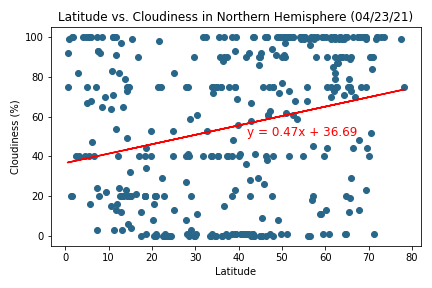 Latitude vs. Cloudiness in Northern Hemisphere (04/23/21)
100
80
60
40
20
0
Cloudiness (%)
y = 0.47x + 36.69
0 10 20 30 40 50 60 70 80
Latitude